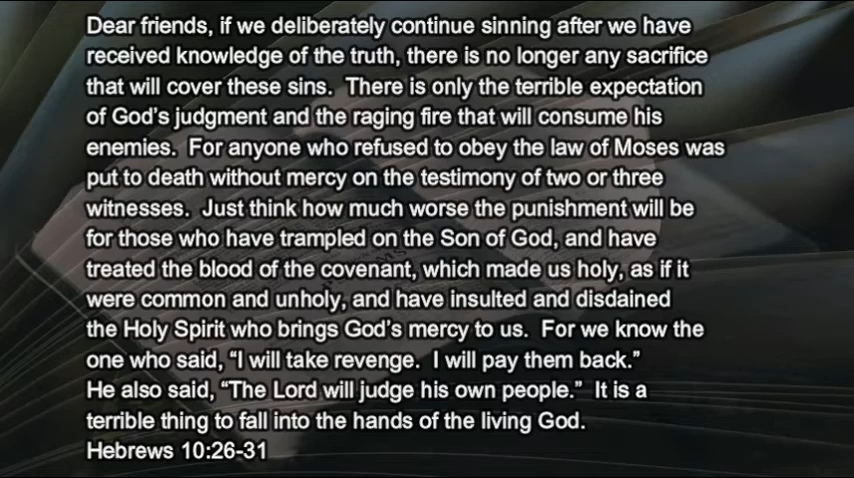 Dear friends, if we deliberately continue sinning after we have
received knowledge of the truth, there is no longer any sacrifice
that will cover these sins.  There is only the terrible expectation
of God's judgment and the raging fire that will consume his
enemies.  For anyone who refused to obey the law of Moses was
put to death without mercy on the testimony of two or three
witnesses.  Just think how much worse the punishment will be
for those who have trampled on the Son of God, and have
treated the blood of the covenant, which made us holy, as if it
were common and unholy, and have insulted and disdained
the Holy Spirit who brings God's mercy to us.  For we know the
one who said, “I will take revenge.  I will pay them back.”
He also said, “The Lord will judge his own people.”  It is a
terrible thing to fall into the hands of the living God.
Hebrews 10:26-31